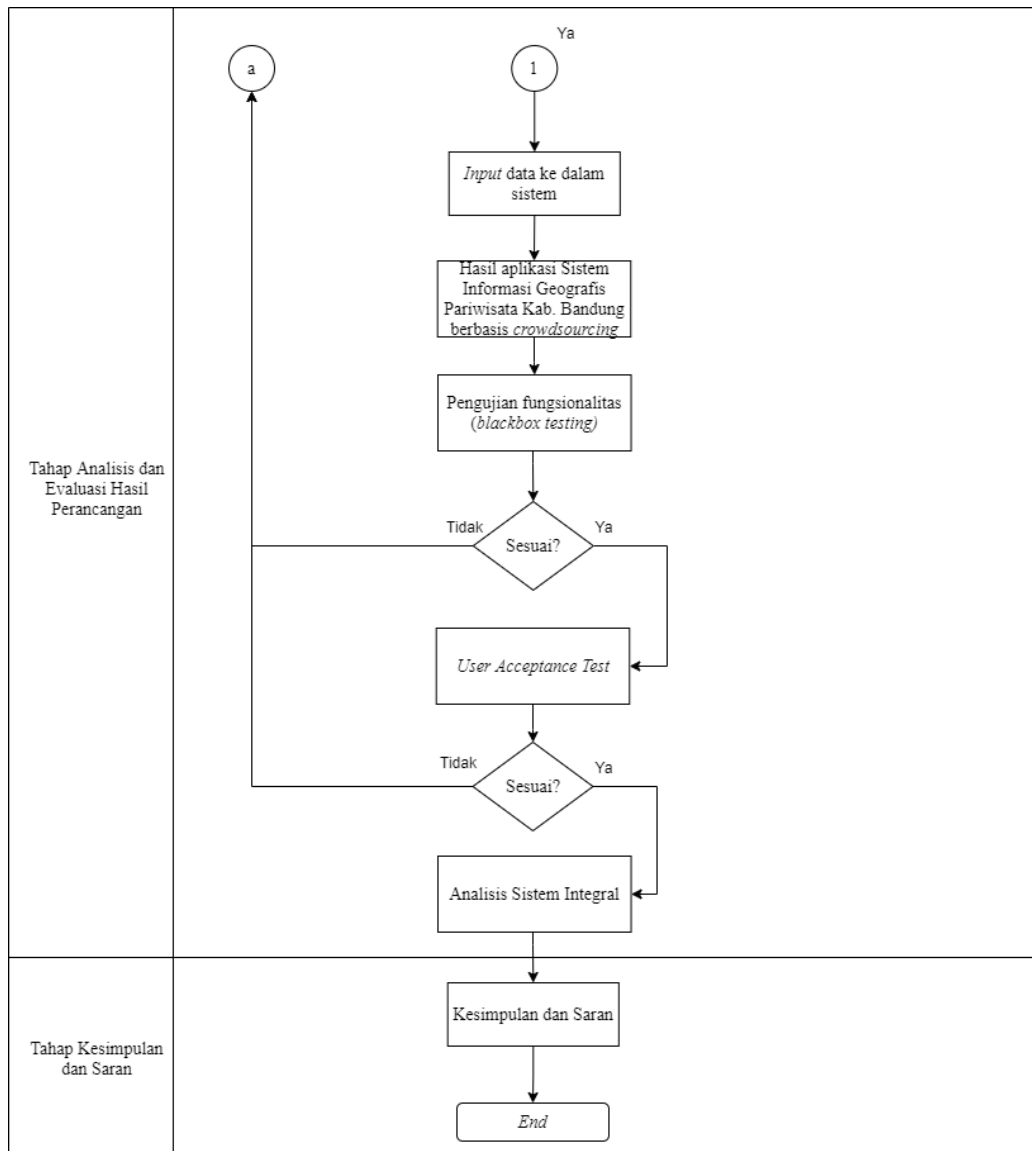 Ya
a
1
Input data ke dalam
sistem
Hasil aplikasi Sistem
Informasi Geografis
Pariwisata Kab. Bandung
berbasis crowdsourcing
Pengujian fungsionalitas
(blackbox testing)
Tahap Analisis dan
Evaluasi Hasil
Perancangan
Tidak
Sesuai?
Ya
User Acceptance Test
Tidak
Sesuai?
Ya
Analisis Sistem Integral
Tahap Kesimpulan
dan Saran
Kesimpulan dan Saran
End